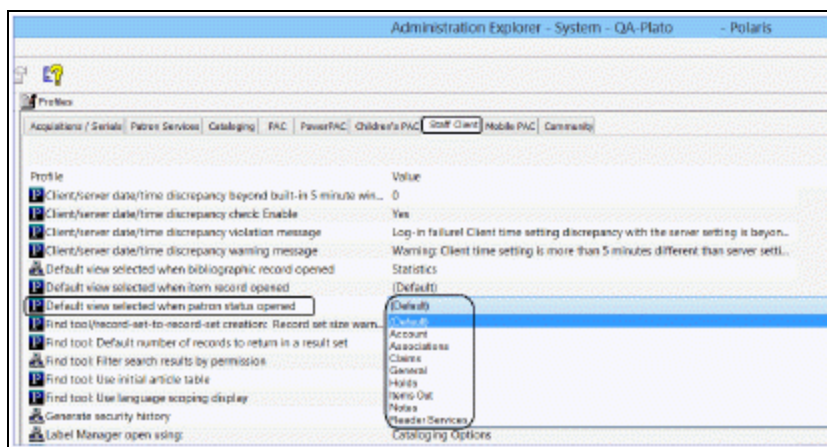 Administration Explorer - System - QA-Plato - Polaris
Profiles
Acquisitions / Serials Patron Services Cataloging PAC PowerPAC Children's PAC Staff Client Mobile PAC Community
Profile Value
Client/server date/time discrepancy beyond built-in 5 minute win... 0
Client/server date/time discrepancy check: Enable Yes
Client/server date/time discrepancy violation message Log-in failure! Client time setting discrepancy with the server setting is beyon...
Client/server date/time discrepancy warning message Warning: Client time setting is more than 5 minutes different than server setti...
Default view selected when bibliographic record opened Statistics
Default view selected when item record opened (Default)
Default view selected when patron status opened (Default)
Find tool/record-set-to-record-set creation: Record set size warn... (Default)
Account
Find tool: Default number of records to return in a result set Associations
Claims
Find tool: Filter search results by permission General
Holds
Find tool: Use initial article table Items Out
Find tool: Use language scoping display Notes
Generate security history Reader Services
Label Manager open using: Cataloging Options